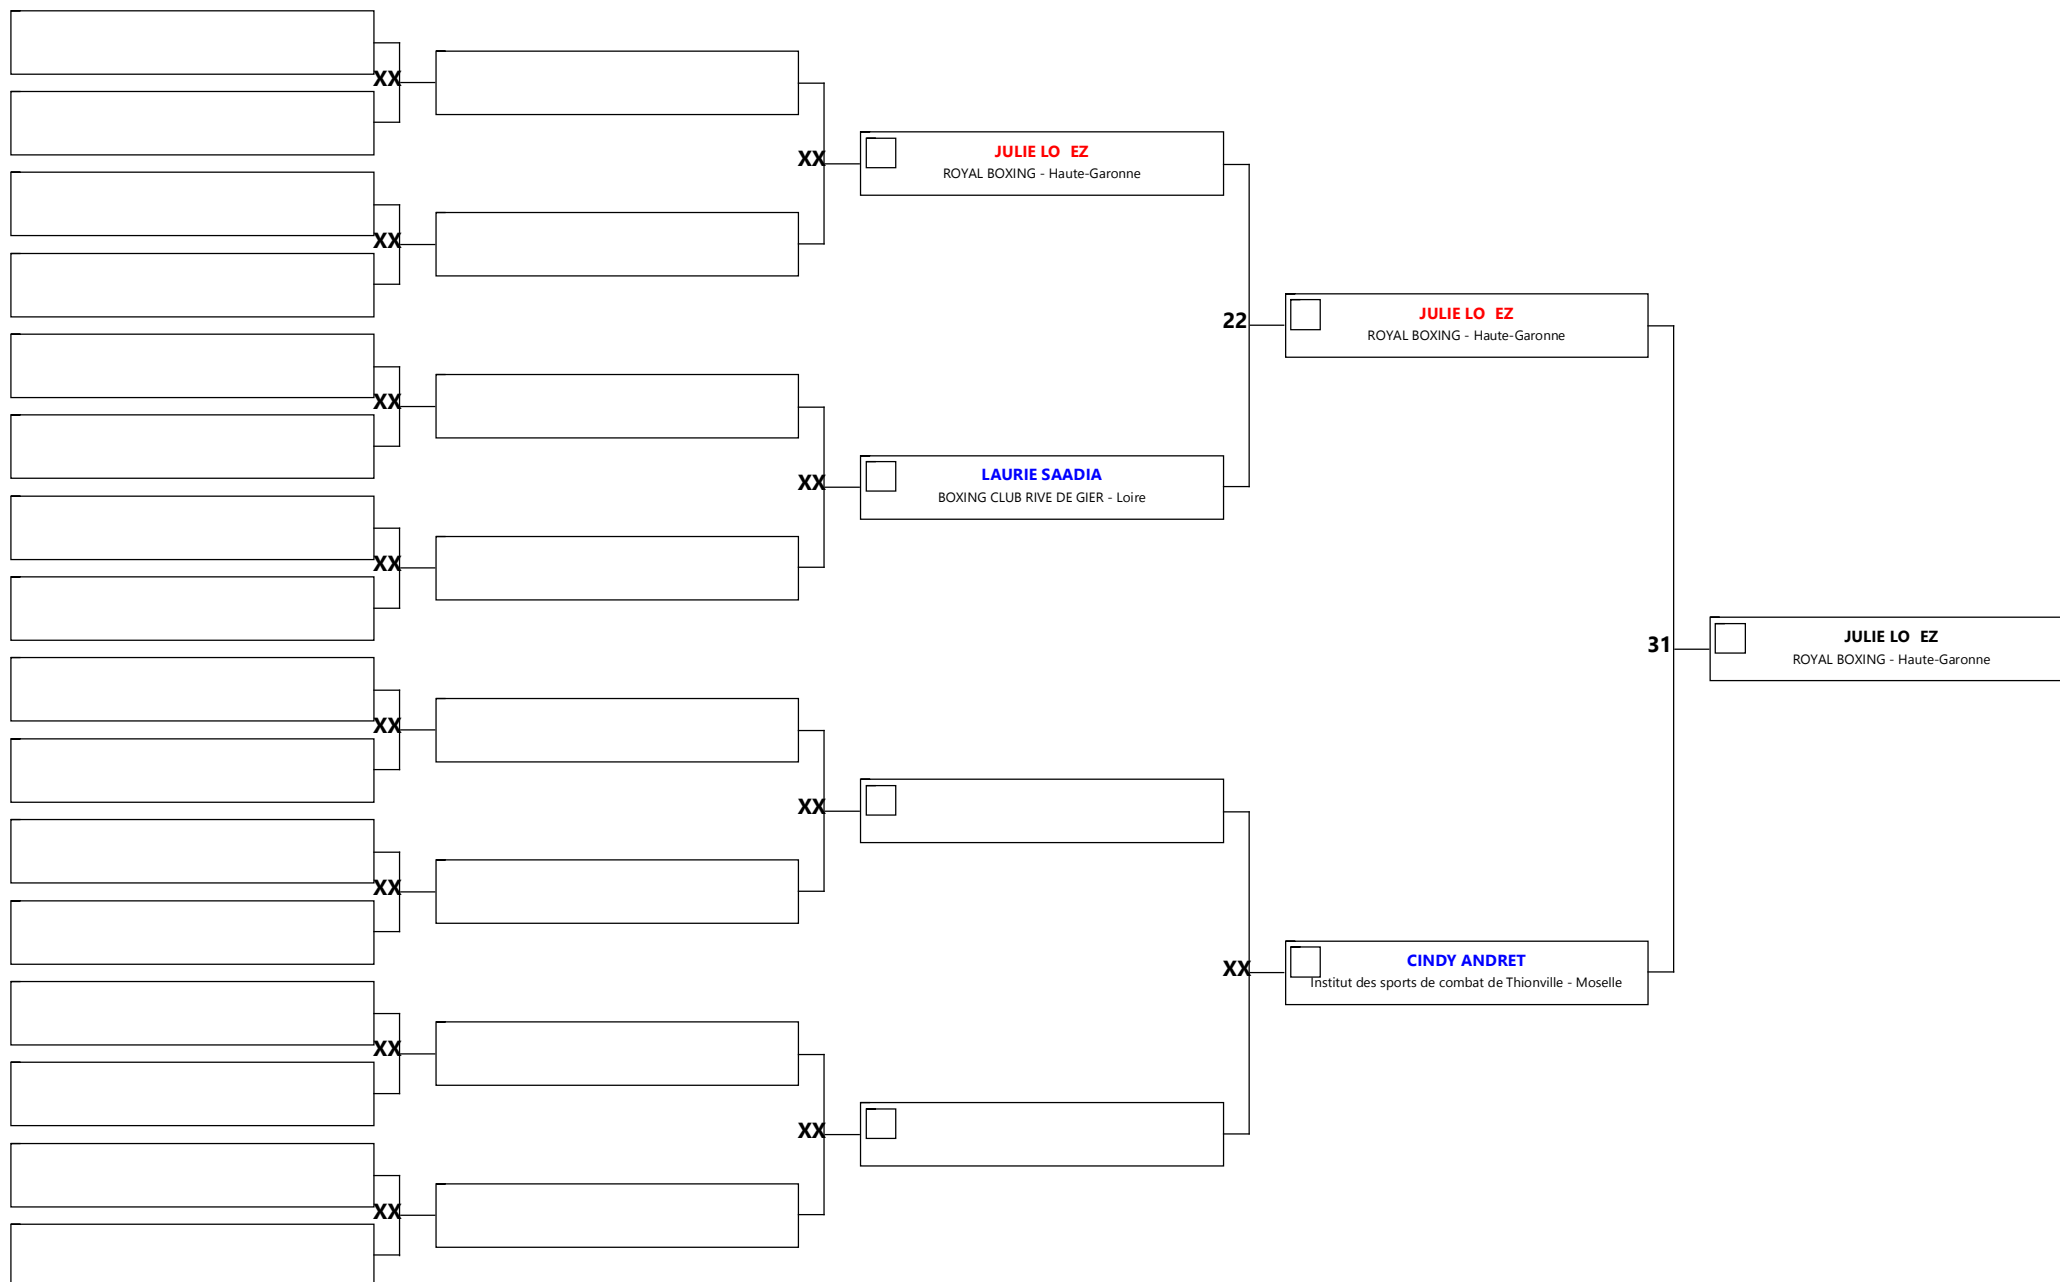 XX
XX
XX
XX
XX
XX
XX
XX
XX
XX
XX
XX
JULIE LO EZ
ROYAL BOXING - Haute-Garonne
LAURIE SAADIA
BOXING CLUB RIVE DE GIER - Loire
22
XX
JULIE LO EZ
ROYAL BOXING - Haute-Garonne
CINDY ANDRET
Institut des sports de combat de Thionville - Moselle
31
JULIE LO EZ
ROYAL BOXING - Haute-Garonne